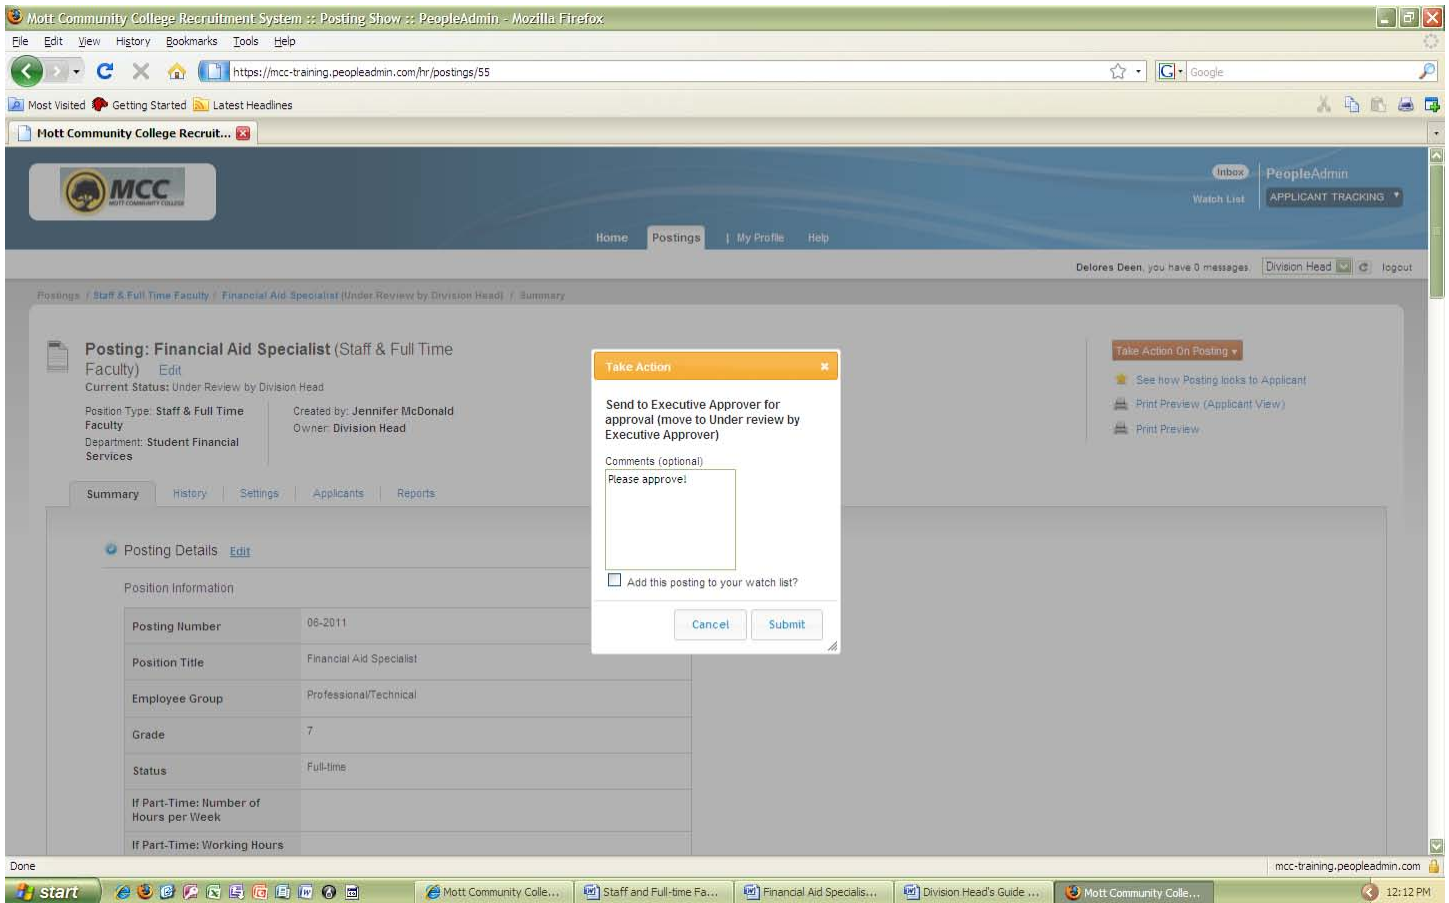 Mott Community College Recruitment System :: Posting Show :: PeopleAdmin - Mozilla Firefox
File Edit View History Bookmarks Tools Help
https://mcc-training.peopleadmin.com/hr/postings/55
Google
Most Visited Getting Started Latest Headlines
Mott Community College Recruit...
MCC
MOTT COMMUNITY COLLEGE
Inbox
PeopleAdmin
Watch List
APPLICANT TRACKING
Home Postings | My Profile Help
Delores Deen, you have 0 messages. Division Head logout
Postings / Staff & Full Time Faculty / Financial Aid Specialist (Under Review by Division Head) / Summary
Posting: Financial Aid Specialist (Staff & Full Time
Faculty) Edit
Current Status: Under Review by Division Head
Position Type: Staff & Full Time
Faculty
Department: Student Financial
Services
Created by: Jennifer McDonald
Owner: Division Head
Take Action On Posting
See how Posting looks to Applicant
Print Preview (Applicant View)
Print Preview
Take Action
Send to Executive Approver for
approval (move to Under review by
Executive Approver)
Comments (optional)
Please approve!
Add this posting to your watch list?
Cancel Submit
Summary History Settings Applicants Reports
Posting Details Edit
Position Information
Posting Number 06-2011
Position Title Financial Aid Specialist
Employee Group Professional/Technical
Grade 7
Status Full-time
If Part-Time: Number of
Hours per Week
If Part-Time: Working Hours
Done
mcc-training.peopleadmin.com
start
Mott Community Colle...
Staff and Full-time Fa...
Financial Aid Specialis...
Division Head's Guide ...
Mott Community Colle...
12:12 PM